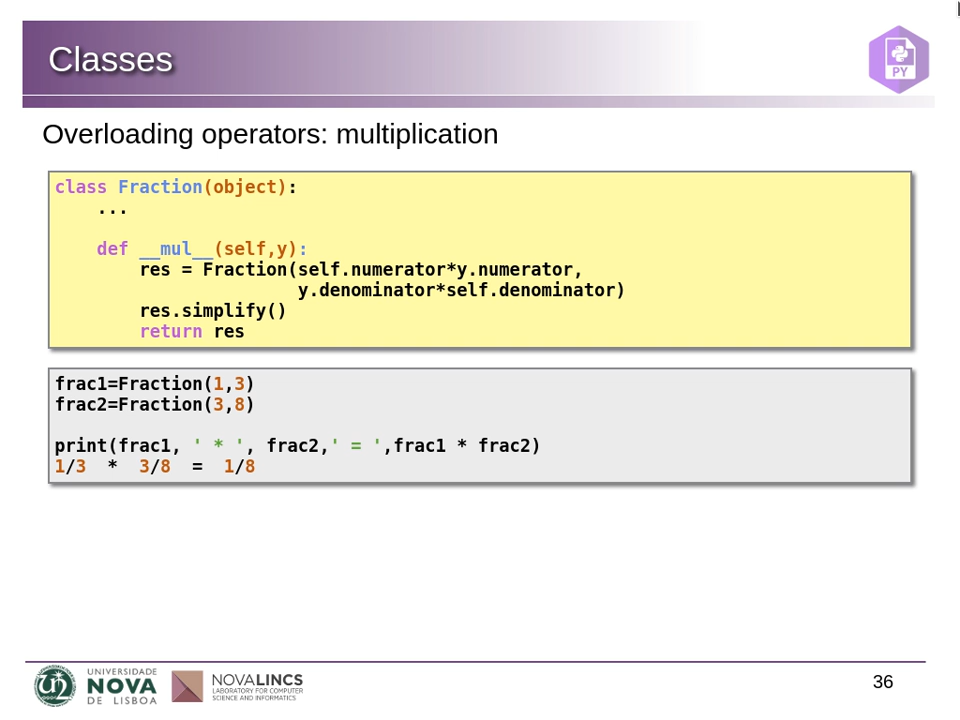 Classes
PY
Overloading operators: multiplication
class Fraction(object):
    ...
    def __mul__(self,y):
        res = Fraction(self.numerator*y.numerator,
                       y.denominator*self.denominator)
        res.simplify()
        return res
frac1=Fraction(1,3)
frac2=Fraction(3,8)
print(frac1, ' * ', frac2,' = ',frac1 * frac2)
1/3  *  3/8  =  1/8
UNIVERSIDADE
NOVA
DE LISBOA
NOVALINCS
LABORATORY FOR COMPUTER
SCIENCE AND INFORMATICS
36